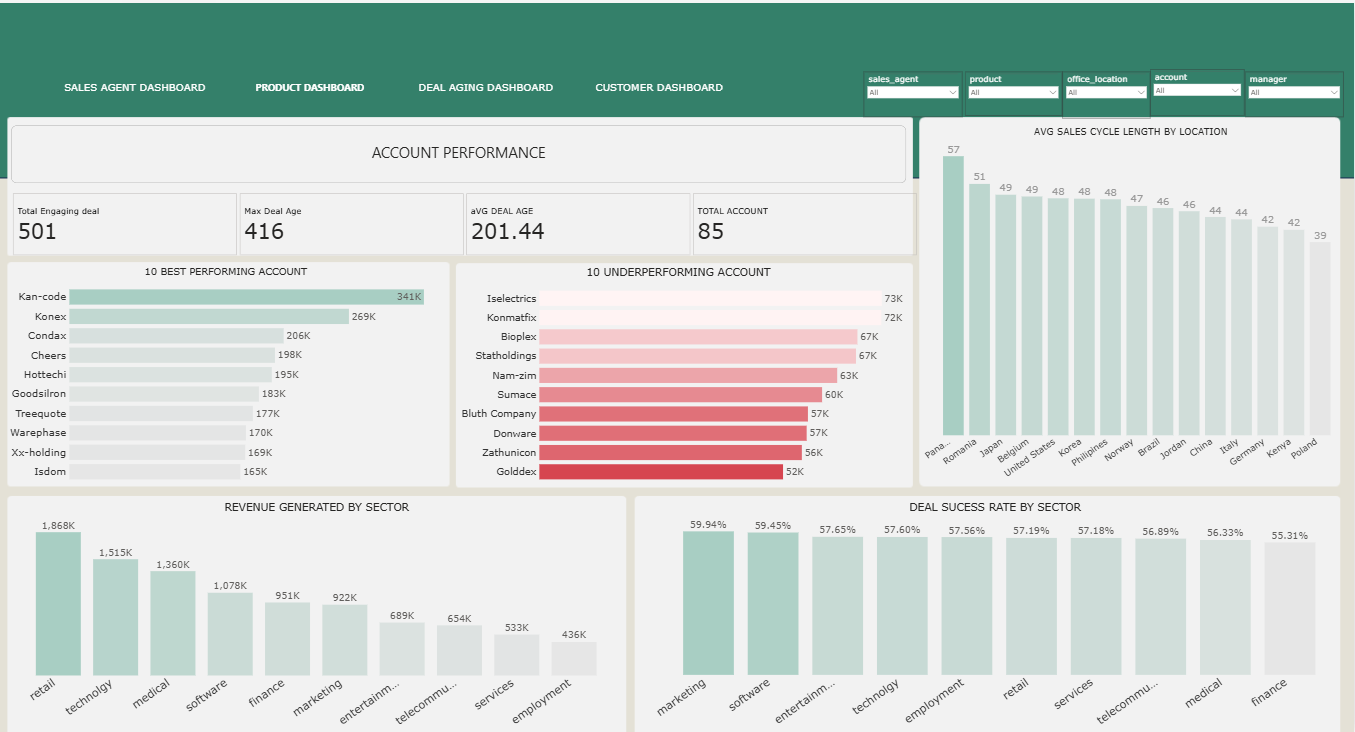 SALES AGENT DASHBOARD
PRODUCT DASHBOARD
DEAL AGING DASHBOARD
CUSTOMER DASHBOARD
sales_agent
All
product
All
office_location
All
account
All
manager
All
ACCOUNT PERFORMANCE
Total Engaging deal
501
Max Deal Age
416
aVG DEAL AGE
201.44
TOTAL ACCOUNT
85
AVG SALES CYCLE LENGTH BY LOCATION
57
51
49
49
48
48
48
47
46
46
44
44
42
42
39
Pana...
Romania
Japan
Belgium
United States
Korea
Philipines
Norway
Brazil
Jordan
China
Italy
Germany
Kenya
Poland
10 BEST PERFORMING ACCOUNT
Kan-code 341K
Konex 269K
Condax 206K
Cheers 198K
Hottechi 195K
Goodsilron 183K
Treequote 177K
Warephase 170K
Xx-holding 169K
Isdom 165K
10 UNDERPERFORMING ACCOUNT
Iselectrics 73K
Konmatfix 72K
Bioplex 67K
Statholdings 67K
Nam-zim 63K
Sumace 60K
Bluth Company 57K
Donware 57K
Zathunicon 56K
Golddex 52K
REVENUE GENERATED BY SECTOR
1,868K
1,515K
1,360K
1,078K
951K
922K
689K
654K
533K
436K
retail
technolgy
medical
software
finance
marketing
entertainm...
telecommu...
services
employment
DEAL SUCESS RATE BY SECTOR
59.94%
59.45%
57.65%
57.60%
57.56%
57.19%
57.18%
56.89%
56.33%
55.31%
marketing
software
entertainm...
technolgy
employment
retail
services
telecommu...
medical
finance